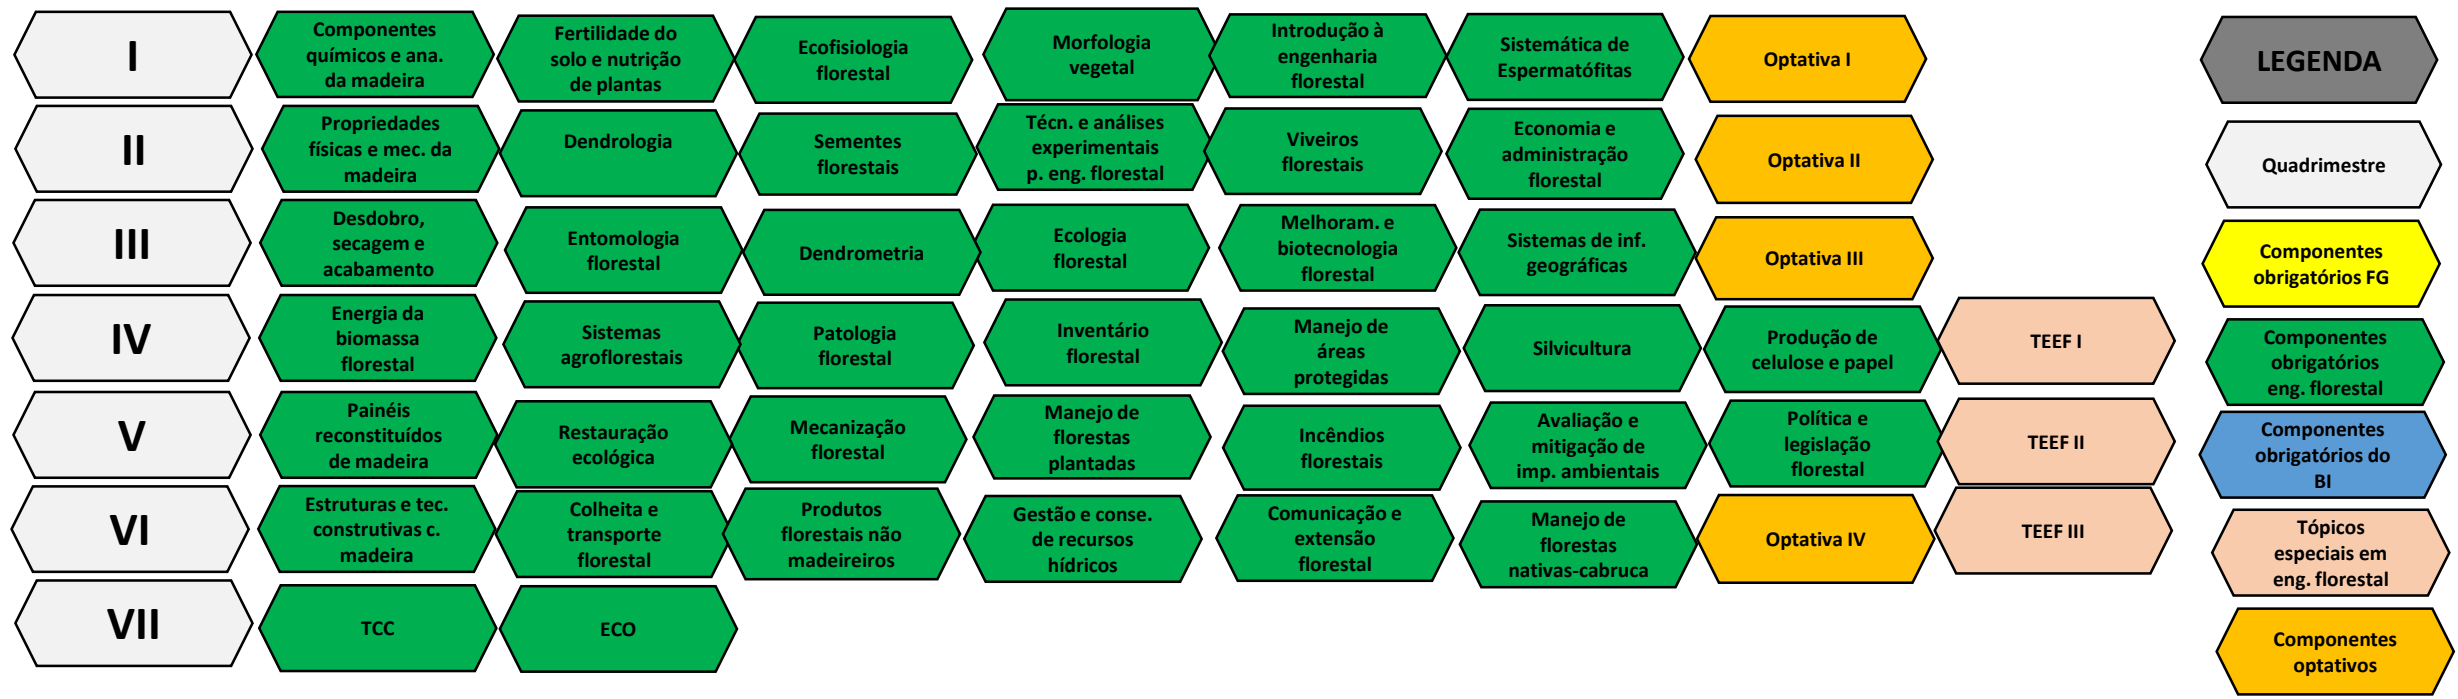 I
Componentes
químicos e ana.
da madeira
Fertilidade do
solo e nutrição
de plantas
Ecofisiologia
florestal
Morfologia
vegetal
Introdução à
engenharia
florestal
Sistemática de
Espermatófitas
Optativa I
II
Propriedades
físicas e mec. da
madeira
Dendrologia
Sementes
florestais
Técn. e análises
experimentais
p. eng. florestal
Viveiros
florestais
Economia e
administração
florestal
Optativa II
III
Desdobro,
secagem e
acabamento
Entomologia
florestal
Dendrometria
Ecologia
florestal
Melhoram. e
biotecnologia
florestal
Sistemas de inf.
geográficas
Optativa III
IV
Energia da
biomassa
florestal
Sistemas
agroflorestais
Patologia
florestal
Inventário
florestal
Manejo de
áreas
protegidas
Silvicultura
Produção de
celulose e papel
TEEF I
V
Painéis
reconstituídos
de madeira
Restauração
ecológica
Mecanização
florestal
Manejo de
florestas
plantadas
Incêndios
florestais
Avaliação e
mitigação de
imp. ambientais
Política e
legislação
florestal
TEEF II
VI
Estruturas e tec.
construtivas c.
madeira
Colheita e
transporte
florestal
Produtos
florestais não
madeireiros
Gestão e conse.
de recursos
hídricos
Comunicação e
extensão
florestal
Manejo de
florestas
nativas-cabruca
Optativa IV
TEEF III
VII
TCC
ECO
LEGENDA
Quadrimestre
Componentes
obrigatórios FG
Componentes
obrigatórios
eng. florestal
Componentes
obrigatórios do
BI
Tópicos
especiais em
eng. florestal
Componentes
optativos